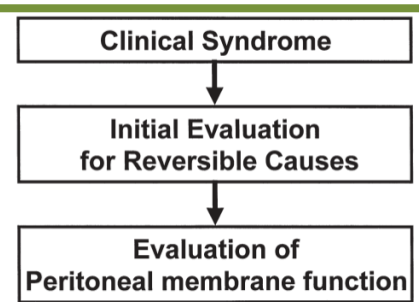 Clinical Syndrome
Initial Evaluation
for Reversible Causes
Evaluation of
Peritoneal membrane function